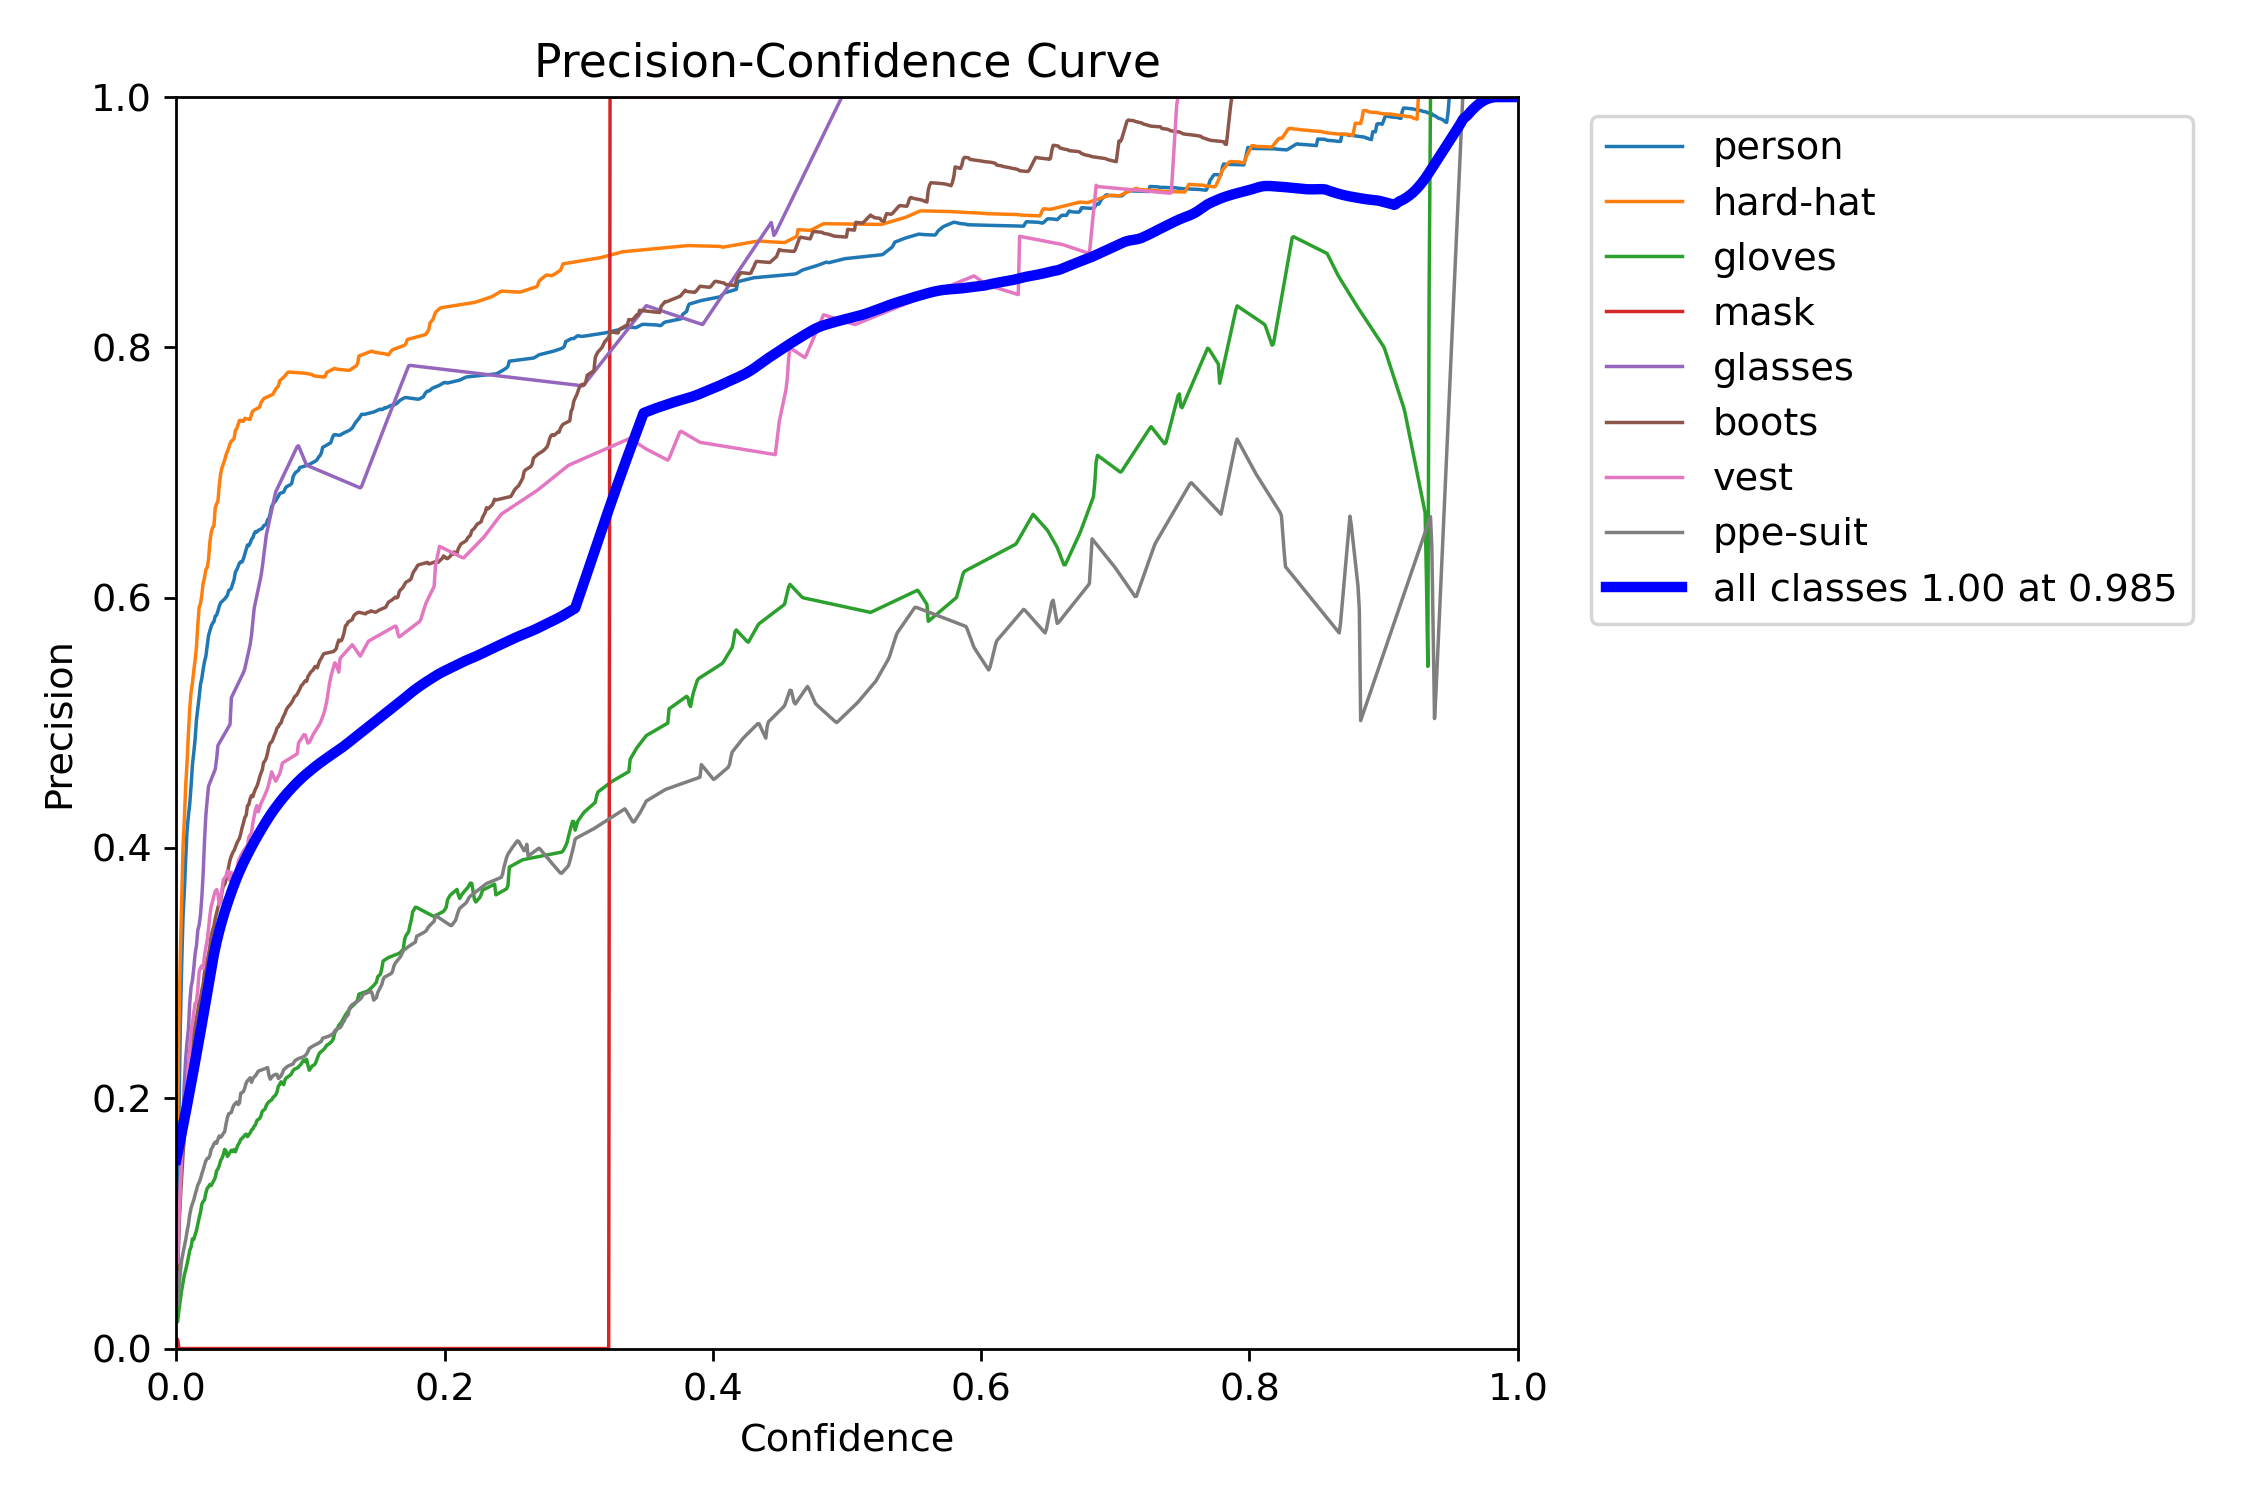 Precision-Confidence Curve
1.0
0.8
0.6
0.4
0.2
0.0
Precision
0.0 0.2 0.4 0.6 0.8 1.0
Confidence
person
hard-hat
gloves
mask
glasses
boots
vest
ppe-suit
all classes 1.00 at 0.985